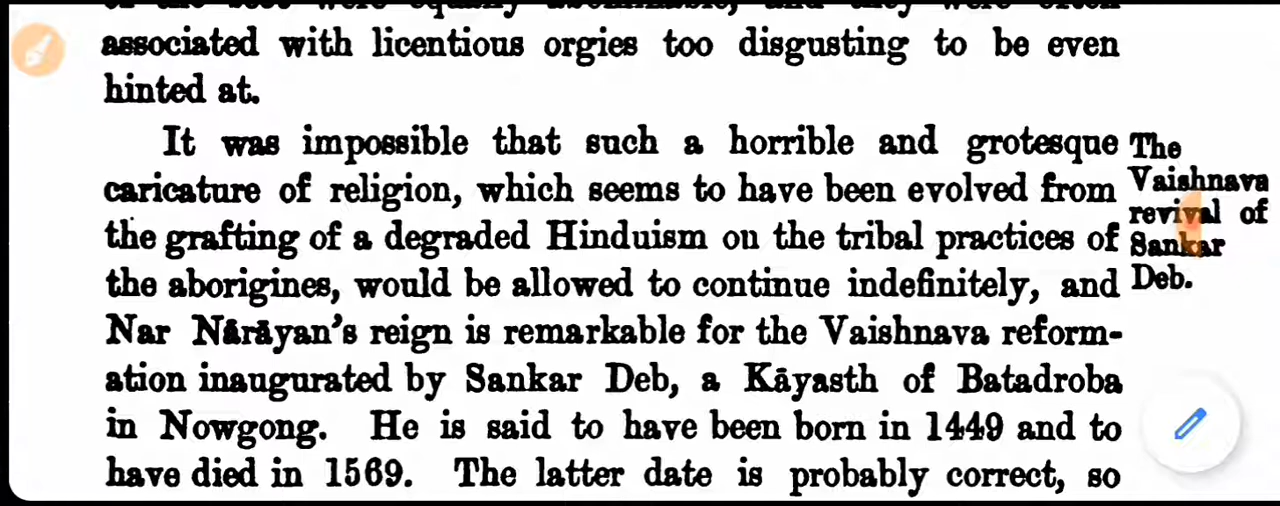 associated with licentious orgies too disgusting to be even
hinted at.
It was impossible that such a horrible and grotesque
caricature of religion, which seems to have been evolved from
the grafting of a degraded Hinduism on the tribal practices of
the aborigines, would be allowed to continue indefinitely, and
Nar Nārāyan's reign is remarkable for the Vaishnava reform-
ation inaugurated by Sankar Deb, a Kāyasth of Batadroba
in Nowgong. He is said to have been born in 1449 and to
have died in 1569. The latter date is probably correct, so
The
Vaishnava
revival of
Sankar
Deb.